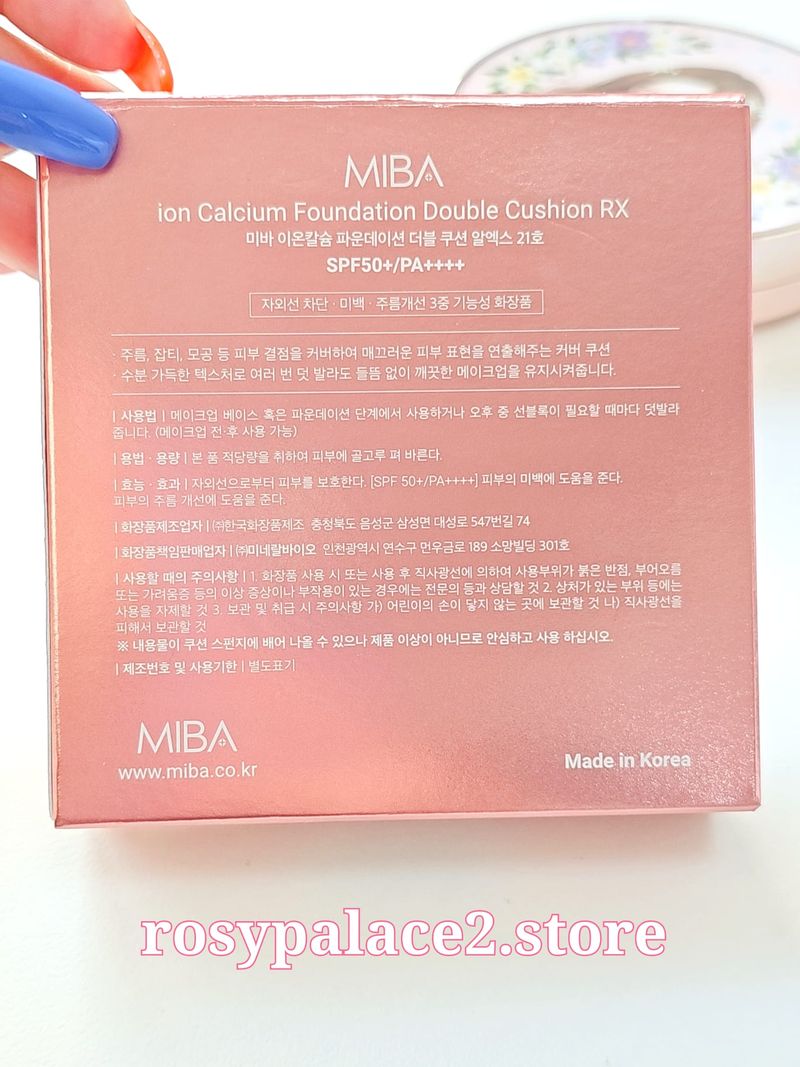 MIBA
ion Calcium Foundation Double Cushion RX
미바 이온칼슘 파운데이션 더블 쿠션 알엑스 21호
SPF50+/PA++++
자외선 차단 · 미백 · 주름개선 3중 기능성 화장품
· 주름, 잡티, 모공 등 피부 결점을 커버하여 매끄러운 피부 표현을 연출해주는 커버 쿠션
· 수분 가득한 텍스처로 여러 번 덧 발라도 들뜸 없이 깨끗한 메이크업을 유지시켜줍니다.
| 사용법 | 메이크업 베이스 혹은 파운데이션 단계에서 사용하거나 오후 중 선블록이 필요할 때마다 덧발라
줍니다. (메이크업 전·후 사용 가능)
| 용법 · 용량 | 본 품 적당량을 취하여 피부에 골고루 펴 바른다.
| 효능 · 효과 | 자외선으로부터 피부를 보호한다. [SPF 50+/PA++++] 피부의 미백에 도움을 준다.
피부의 주름 개선에 도움을 준다.
| 화장품제조업자 | ㈜한국화장품제조 충청북도 음성군 삼성면 대성로 547번길 74
| 화장품책임판매업자 | ㈜미네랄바이오 인천광역시 연수구 먼우금로 189 소망빌딩 301호
| 사용할 때의 주의사항 | 1. 화장품 사용 시 또는 사용 후 직사광선에 의하여 사용부위가 붉은 반점, 부어오름
또는 가려움증 등의 이상 증상이나 부작용이 있는 경우에는 전문의 등과 상담할 것 2. 상처가 있는 부위 등에는
사용을 자제할 것 3. 보관 및 취급 시 주의사항 가) 어린이의 손이 닿지 않는 곳에 보관할 것 나) 직사광선을
피해서 보관할 것
※ 내용물이 쿠션 스펀지에 배어 나올 수 있으나 제품 이상이 아니므로 안심하고 사용 하십시오.
| 제조번호 및 사용기한 | 별도표기
MIBA
www.miba.co.kr
Made in Korea
rosypalace2.store